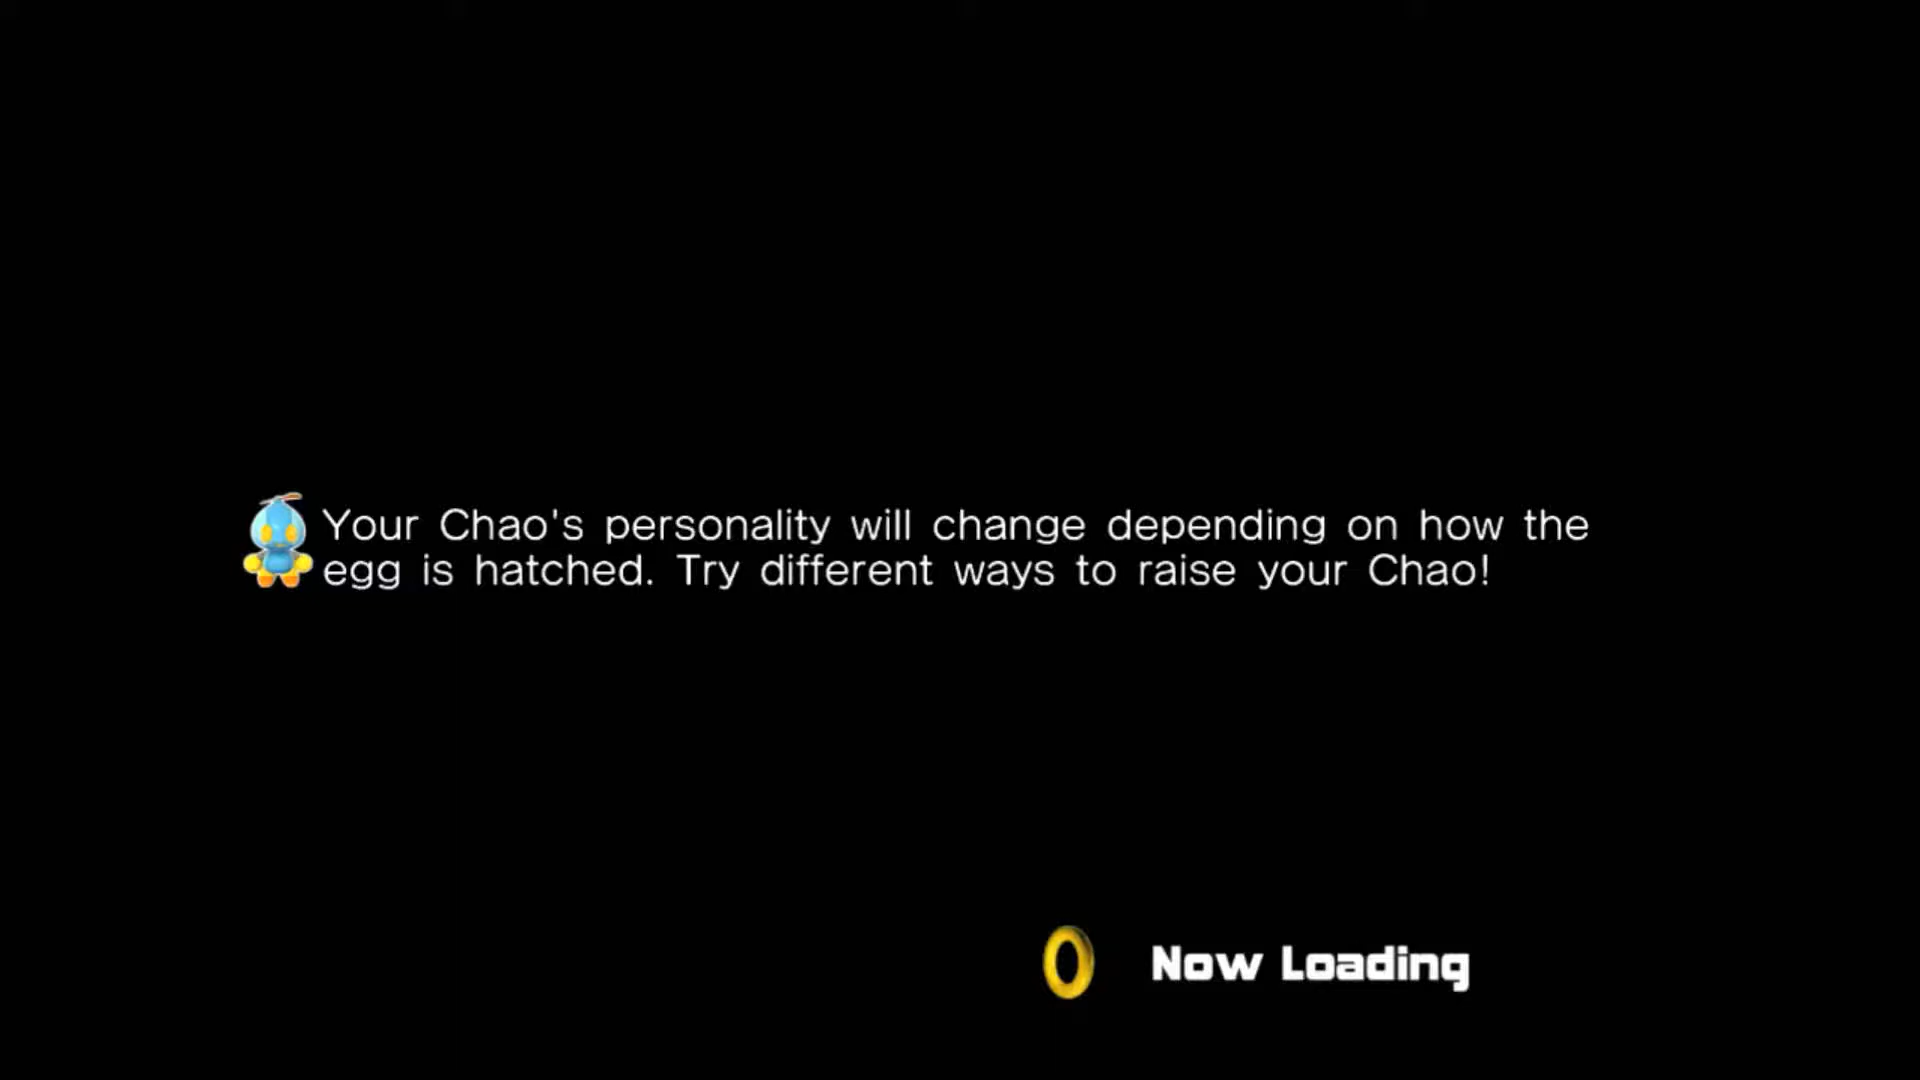 Your Chao's personality will change depending on how the
egg is hatched. Try different ways to raise your Chao!
Now Loading